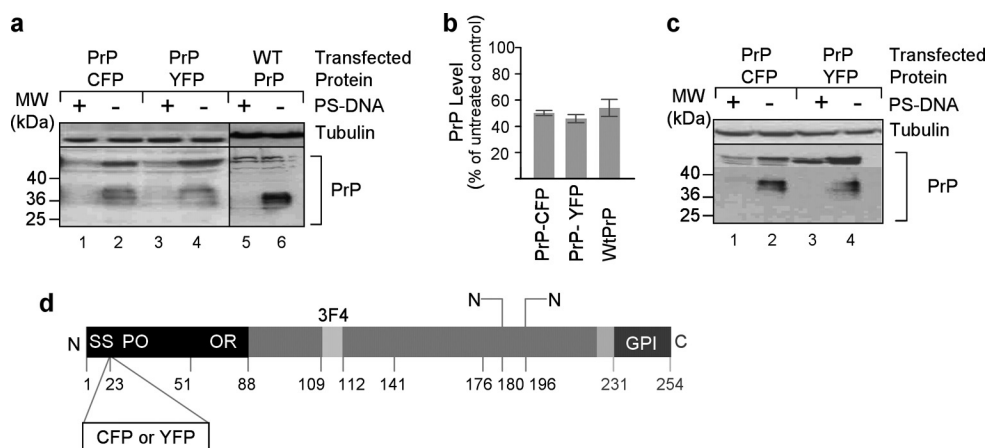 a
PrP CFP
PrP YFP
WT PrP
Transfected Protein
MW (kDa)
+ - + - + -
PS-DNA
Tubulin
40
36
25
PrP
1 2 3 4 5 6
b
PrP Level
(% of untreated control)
100
80
60
40
20
PrP-CFP
PrP- YFP
WtPrP
c
PrP CFP
PrP YFP
Transfected Protein
MW (kDa)
+ - + -
PS-DNA
Tubulin
40
36
25
PrP
1 2 3 4
d
N N
3F4
N SS PO OR GPI C
1 23 51 88 109 112 141 176 180 196 231 254
CFP or YFP